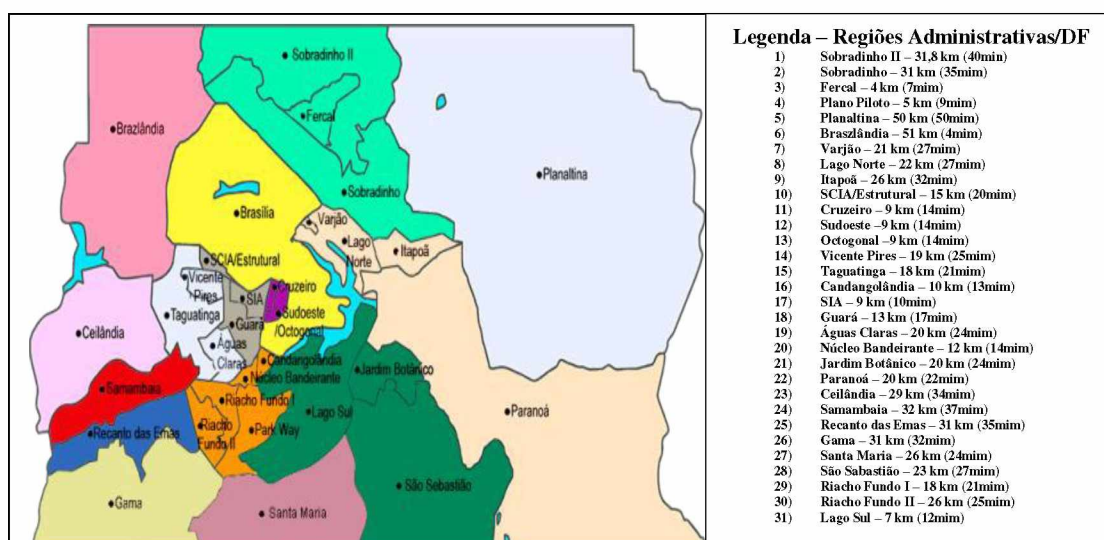 Sobradinho II
Fercal
Brazlândia
Planaltina
Sobradinho
Brasília
Varjão
Lago
Norte
Itapoã
SCIA/Estrutural
Vicente
Pires
Cruzeiro
SIA
Taguatinga
Sudoeste
/Octogonal
Guará
Ceilândia
Águas
Claras
Candangolândia
Jardim Botânico
Núcleo Bandeirante
Samambaia
Riacho Fundo I
Lago Sul
Paranoá
Recanto das Emas
Riacho
Fundo II
Park Way
São Sebastião
Gama
Santa Maria
Legenda – Regiões Administrativas/DF
1) Sobradinho II – 31,8 km (40min)
2) Sobradinho – 31 km (35mim)
3) Fercal – 4 km (7mim)
4) Plano Piloto – 5 km (9mim)
5) Planaltina – 50 km (50mim)
6) Braszlândia – 51 km (4mim)
7) Varjão – 21 km (27mim)
8) Lago Norte – 22 km (27mim)
9) Itapoã – 26 km (32mim)
10) SCIA/Estrutural – 15 km (20mim)
11) Cruzeiro – 9 km (14mim)
12) Sudoeste –9 km (14mim)
13) Octogonal –9 km (14mim)
14) Vicente Pires – 19 km (25mim)
15) Taguatinga – 18 km (21mim)
16) Candangolândia – 10 km (13mim)
17) SIA – 9 km (10mim)
18) Guará – 13 km (17mim)
19) Águas Claras – 20 km (24mim)
20) Núcleo Bandeirante – 12 km (14mim)
21) Jardim Botânico – 20 km (24mim)
22) Paranoá – 20 km (22mim)
23) Ceilândia – 29 km (34mim)
24) Samambaia – 32 km (37mim)
25) Recanto das Emas – 31 km (35mim)
26) Gama – 31 km (32mim)
27) Santa Maria – 26 km (24mim)
28) São Sabastião – 23 km (27mim)
29) Riacho Fundo I – 18 km (21mim)
30) Riacho Fundo II – 26 km (25mim)
31) Lago Sul – 7 km (12mim)